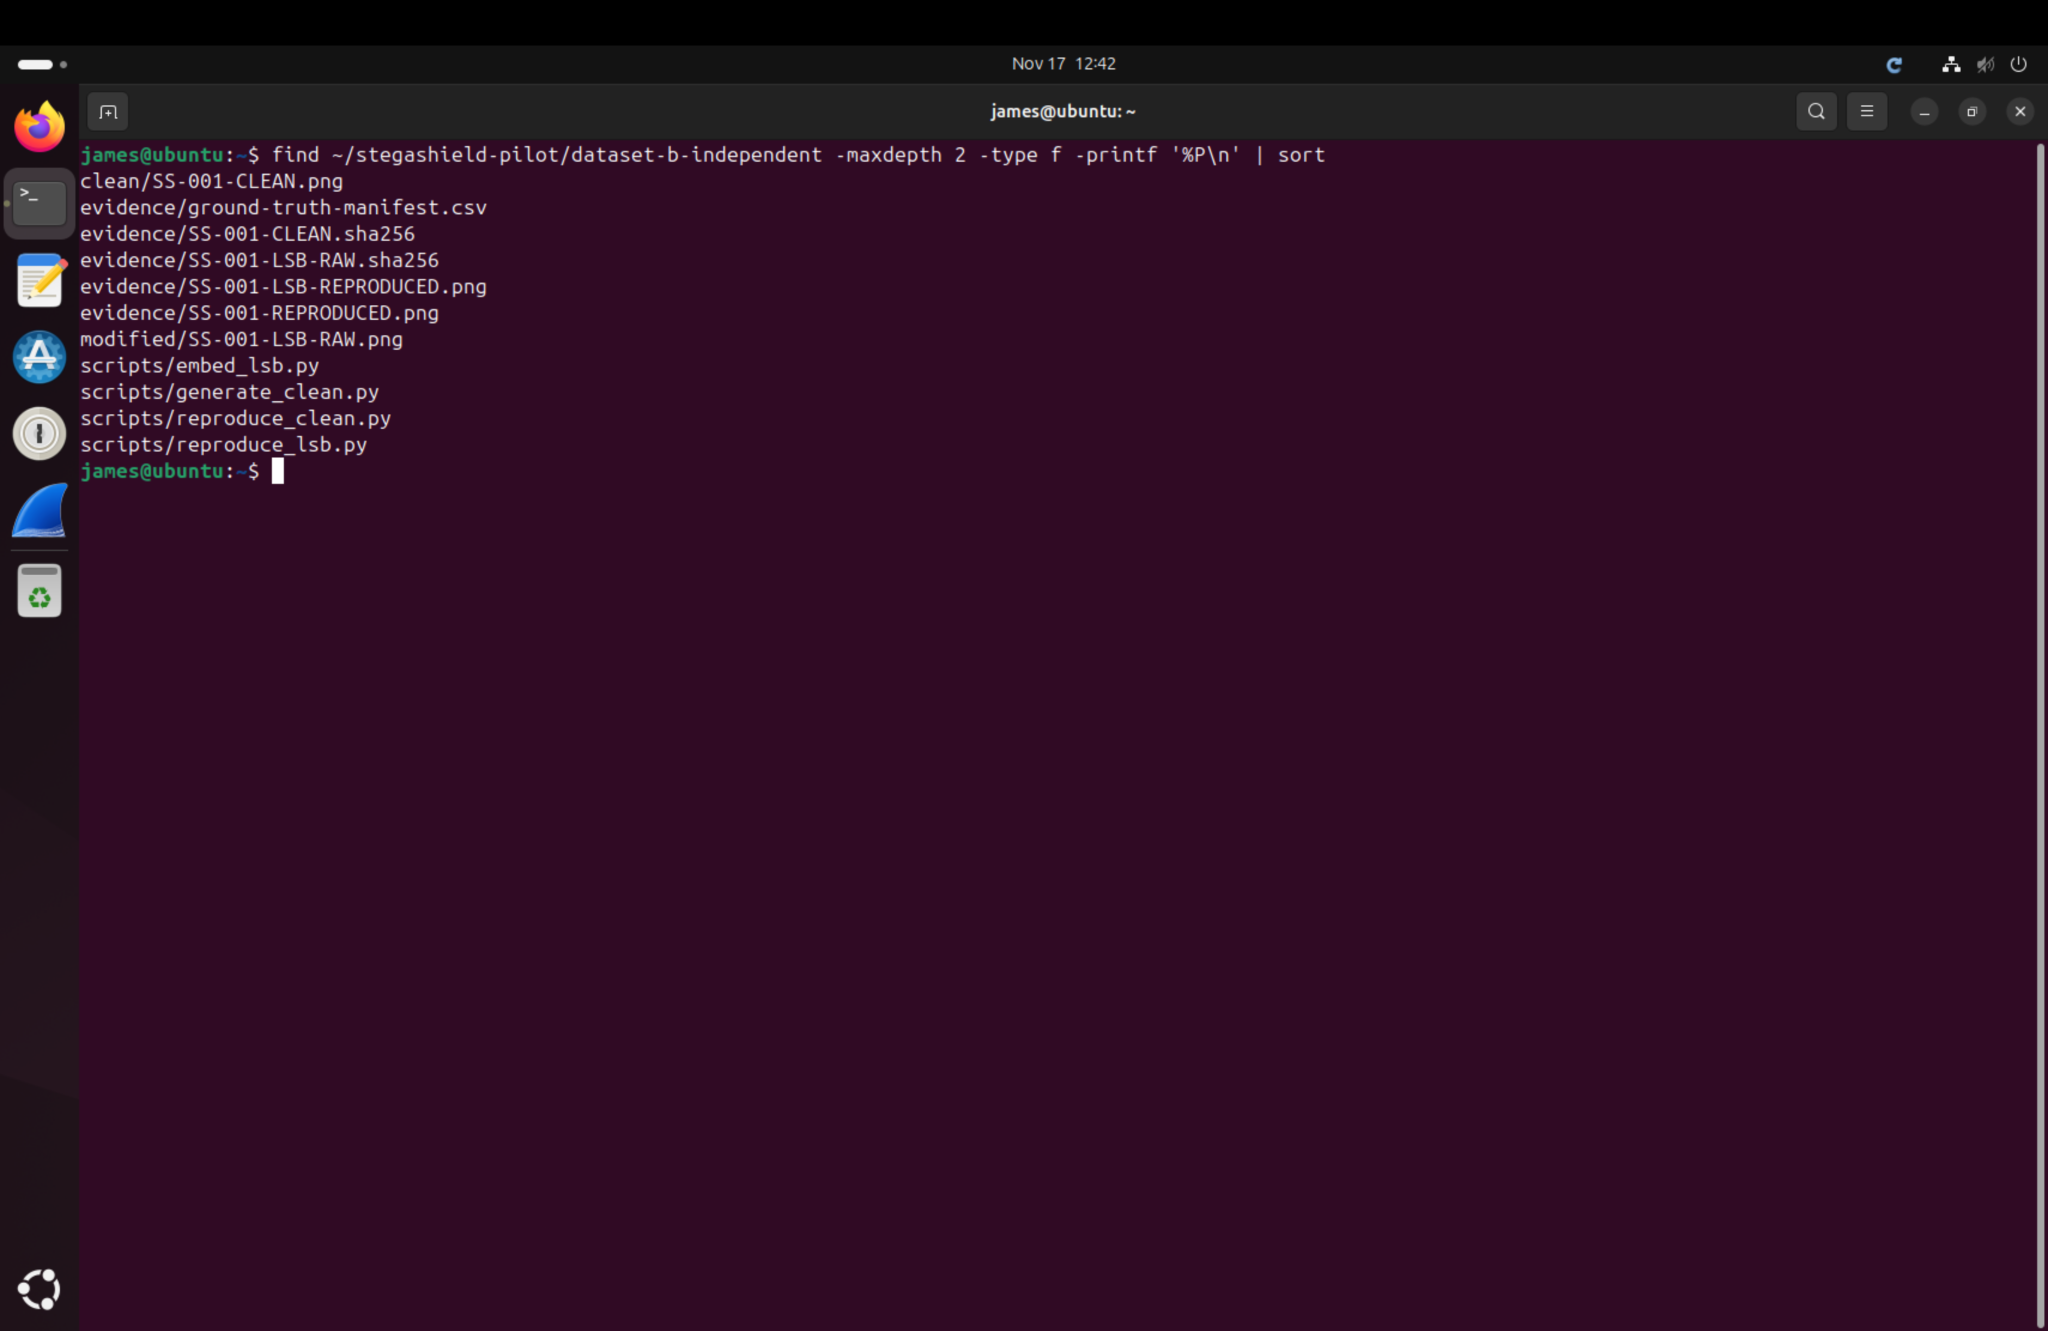 Nov 17 12:42
james@ubuntu: ~
james@ubuntu:~$ find ~/stegashield-pilot/dataset-b-independent -maxdepth 2 -type f -printf '%P\n' | sort
clean/SS-001-CLEAN.png
evidence/ground-truth-manifest.csv
evidence/SS-001-CLEAN.sha256
evidence/SS-001-LSB-RAW.sha256
evidence/SS-001-LSB-REPRODUCED.png
evidence/SS-001-REPRODUCED.png
modified/SS-001-LSB-RAW.png
scripts/embed_lsb.py
scripts/generate_clean.py
scripts/reproduce_clean.py
scripts/reproduce_lsb.py
james@ubuntu:~$